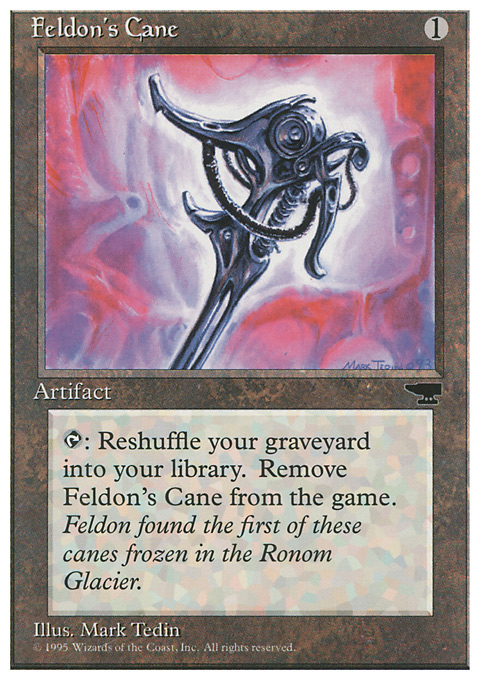 Feldon's Cane 1
MARK TEDIN
Artifact
: Reshuffle your graveyard
into your library. Remove
Feldon's Cane from the game.
Feldon found the first of these
canes frozen in the Ronom
Glacier.
Illus. Mark Tedin
© 1995 Wizards of the Coast, Inc. All rights reserved.